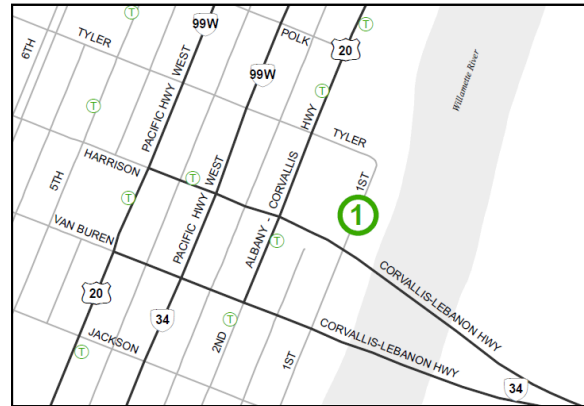 99W
POLK
20
TYLER
6TH
PACIFIC HWY WEST
99W
HWY
Willamette River
TYLER
HARRISON
5TH
PACIFIC HWY WEST
ALBANY - CORVALLIS
1ST
1
VAN BUREN
20
34
CORVALLIS-LEBANON HWY
JACKSON
2ND
1ST
CORVALLIS-LEBANON HWY
34
T
T
T
T
T
T
T
T
T